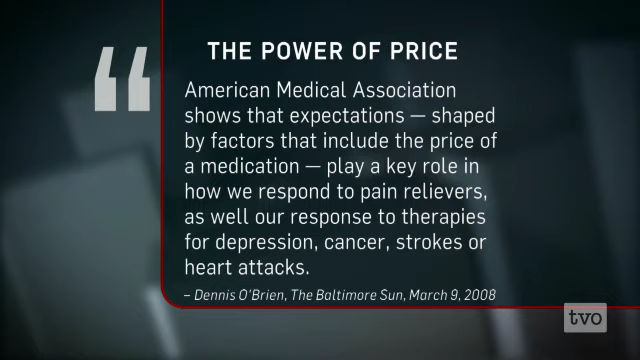 THE POWER OF PRICE
“
American Medical Association
shows that expectations — shaped
by factors that include the price of
a medication — play a key role in
how we respond to pain relievers,
as well our response to therapies
for depression, cancer, strokes or
heart attacks.
– Dennis O'Brien, The Baltimore Sun, March 9, 2008
tvo